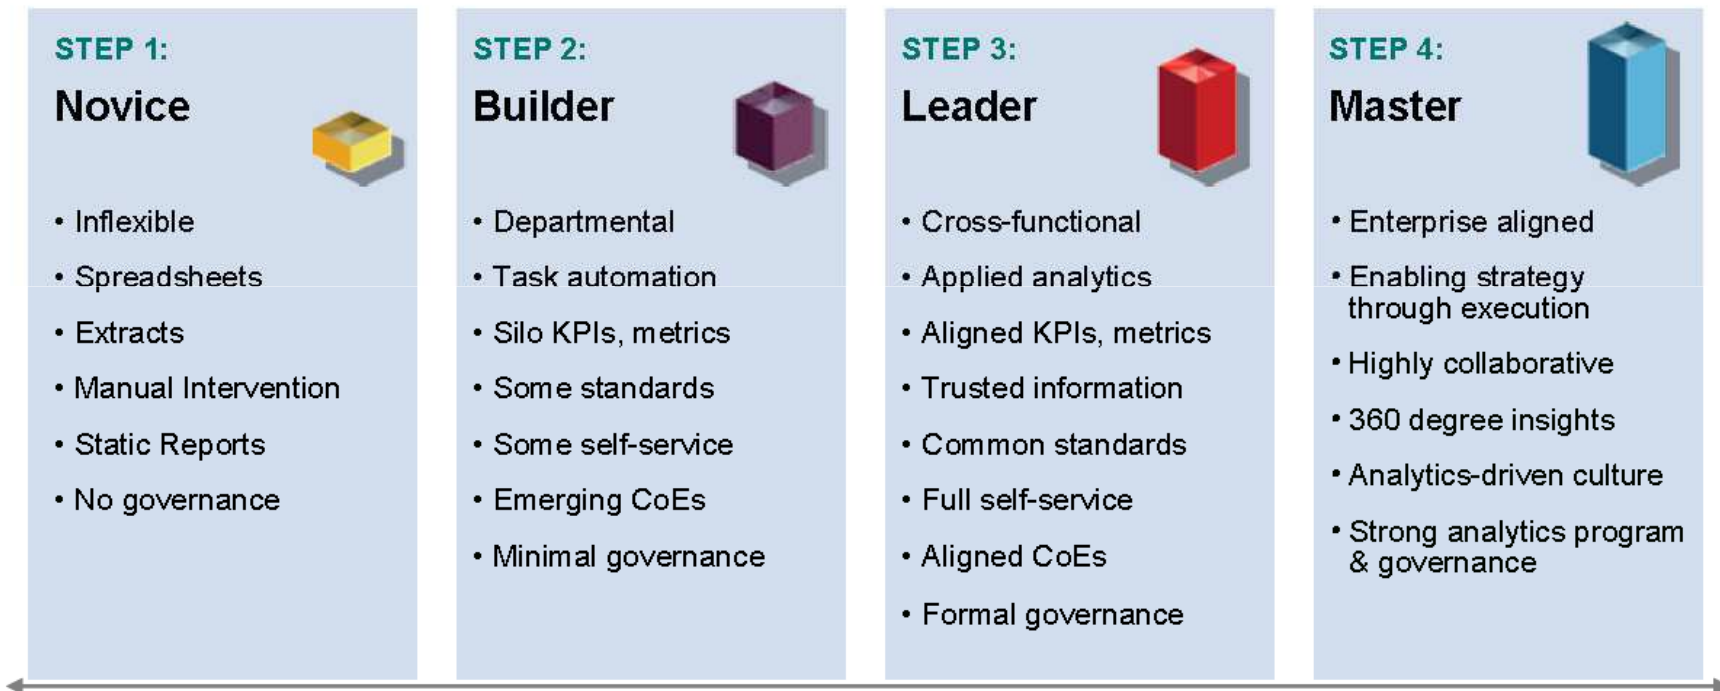 STEP 1:
Novice
• Inflexible
• Spreadsheets
• Extracts
• Manual Intervention
• Static Reports
• No governance
STEP 2:
Builder
• Departmental
• Task automation
• Silo KPIs, metrics
• Some standards
• Some self-service
• Emerging CoEs
• Minimal governance
STEP 3:
Leader
• Cross-functional
• Applied analytics
• Aligned KPIs, metrics
• Trusted information
• Common standards
• Full self-service
• Aligned CoEs
• Formal governance
STEP 4:
Master
• Enterprise aligned
• Enabling strategy
through execution
• Highly collaborative
• 360 degree insights
• Analytics-driven culture
• Strong analytics program
& governance